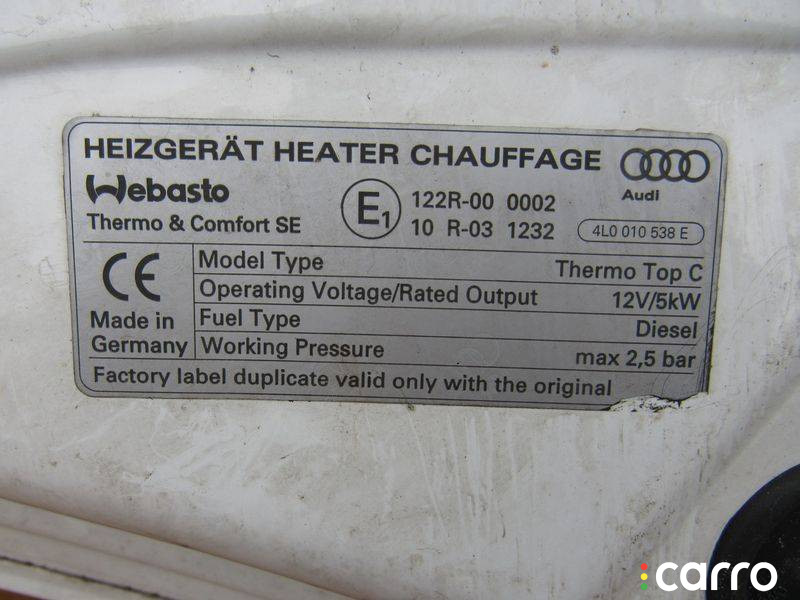 HEIZGERÄT HEATER CHAUFFAGE
Webasto
Thermo & Comfort SE
E1
122R-00 0002
10 R-03 1232
Audi
4L0 010 538 E
CE
Made in
Germany
Model Type Thermo Top C
Operating Voltage/Rated Output 12V/5kW
Fuel Type Diesel
Working Pressure max 2,5 bar
Factory label duplicate valid only with the original
carro